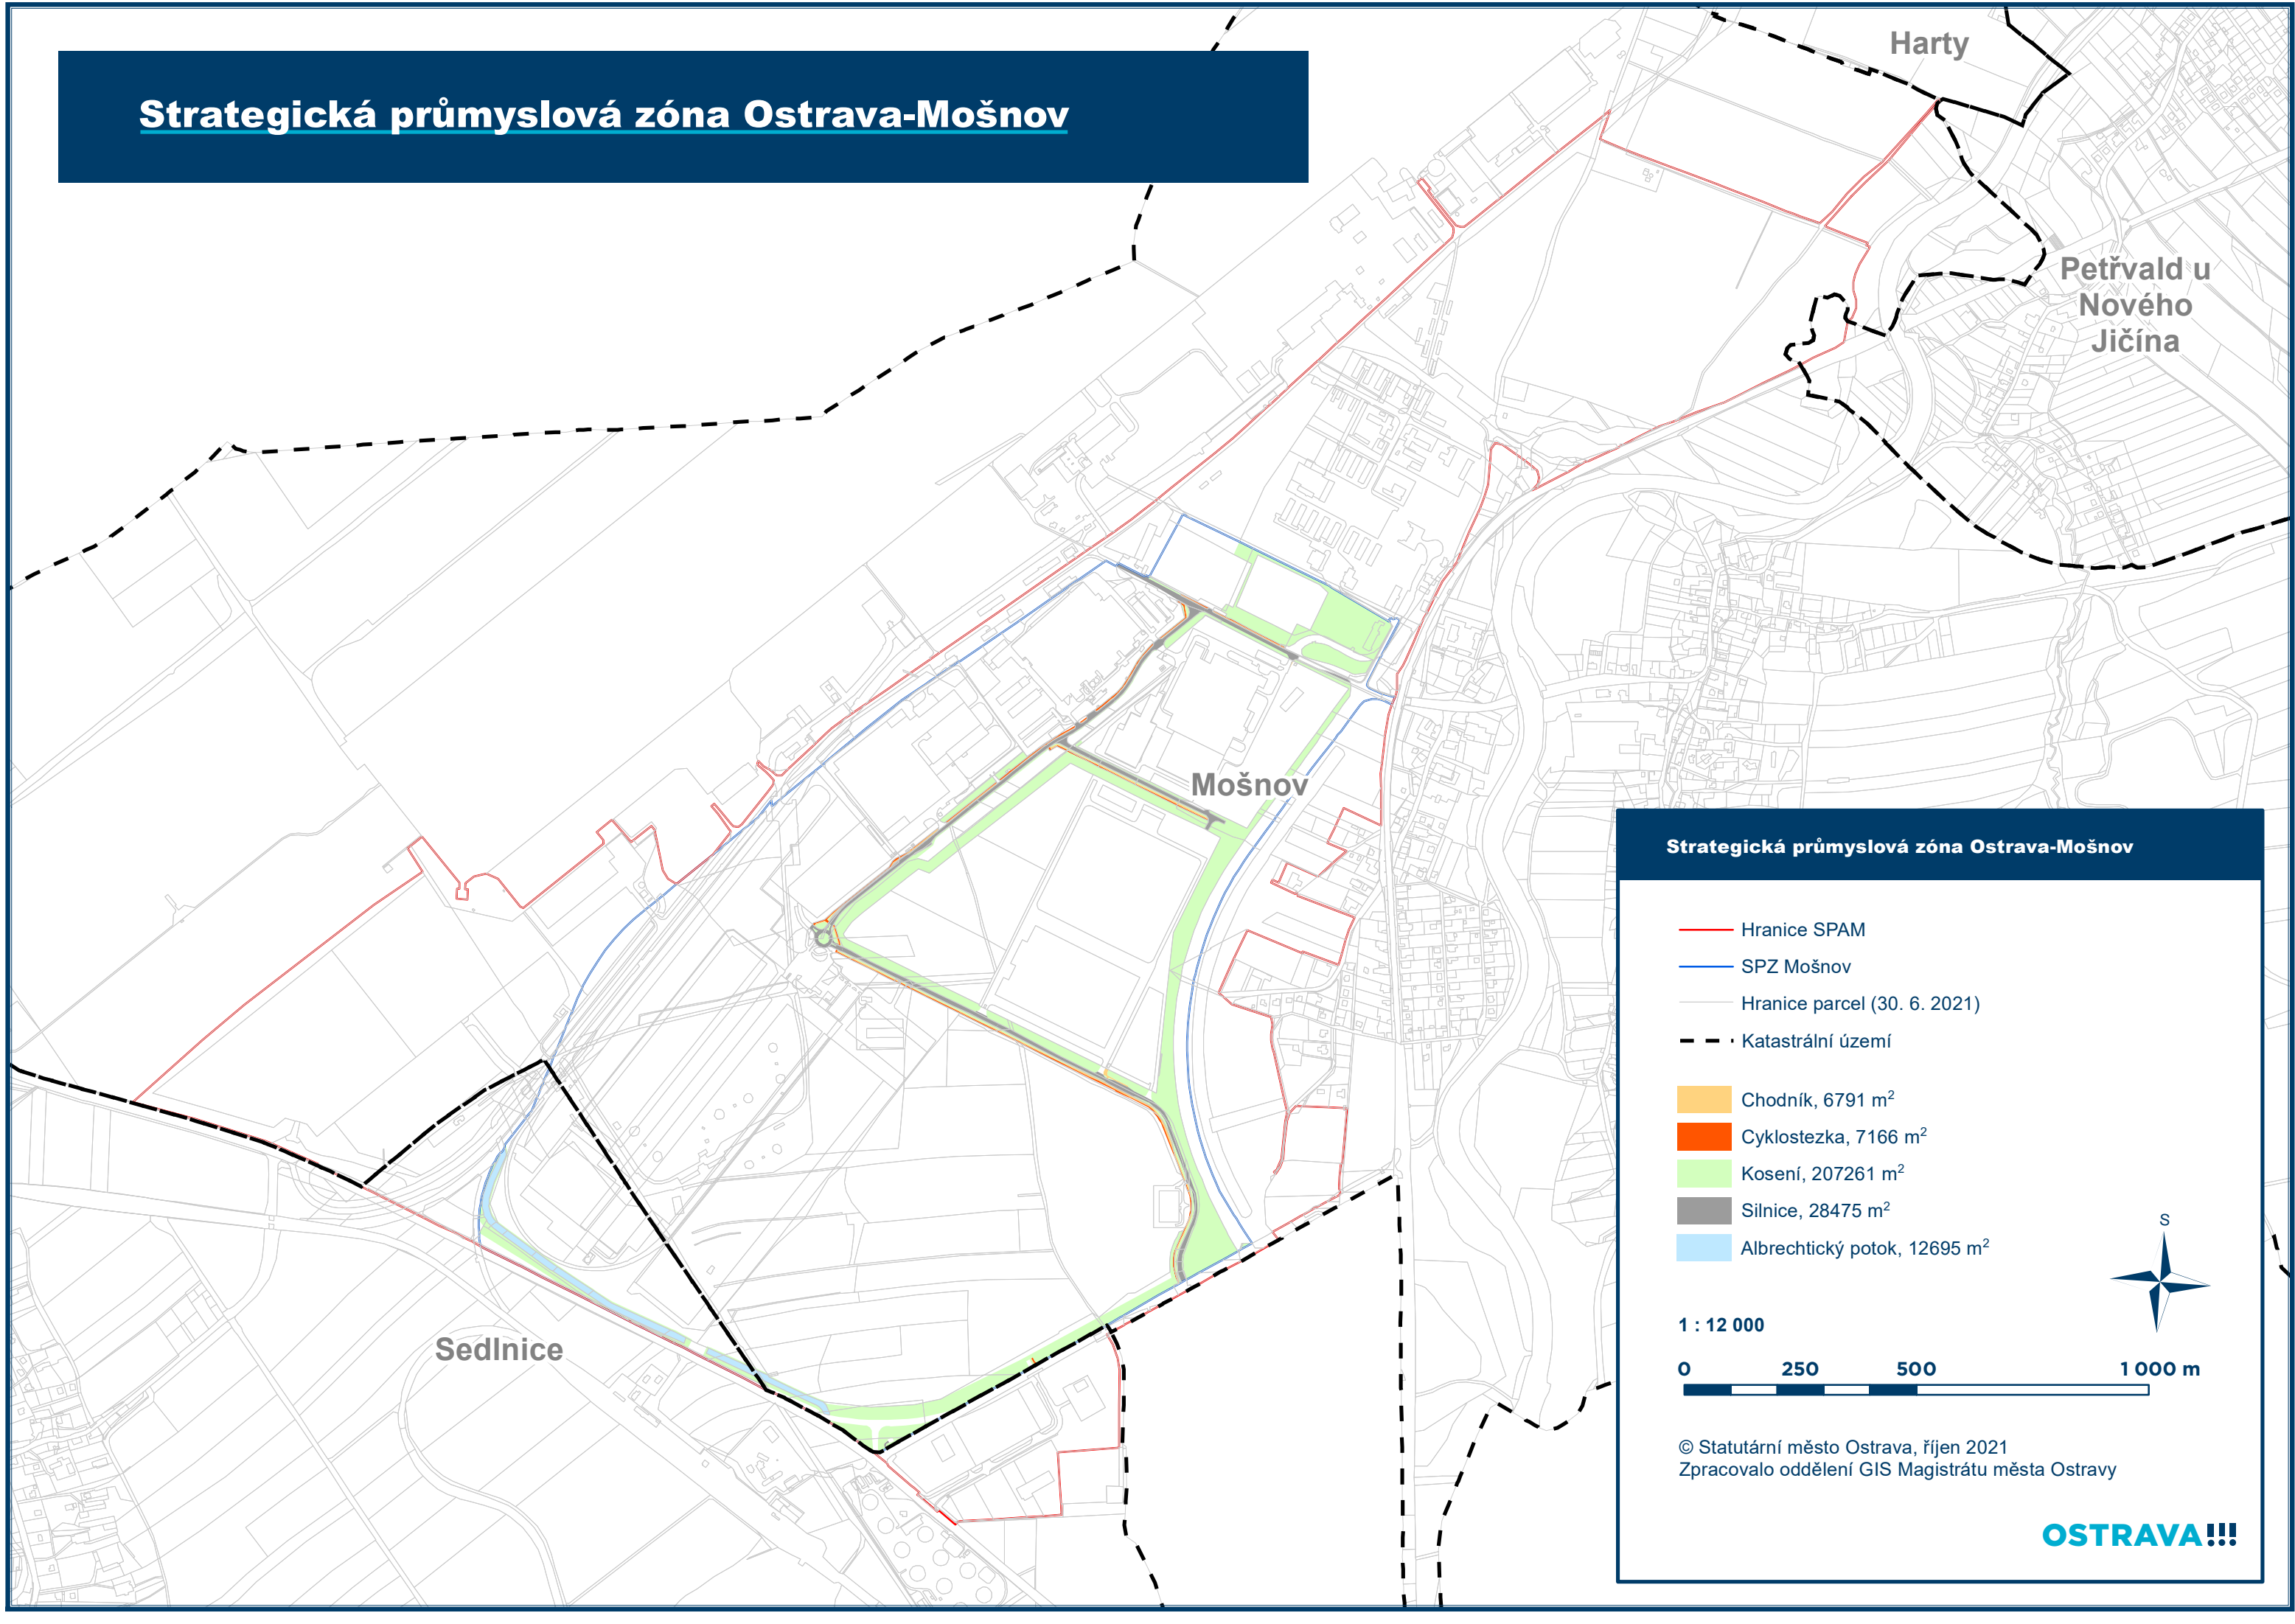 Strategická průmyslová zóna Ostrava-Mošnov
Harty
Petřvald u
Nového
Jičína
Mošnov
Sedlnice
Strategická průmyslová zóna Ostrava-Mošnov
Hranice SPAM
SPZ Mošnov
Hranice parcel (30. 6. 2021)
Katastrální území
Chodník, 6791 m²
Cyklostezka, 7166 m²
Kosení, 207261 m²
Silnice, 28475 m²
Albrechtický potok, 12695 m²
S
1 : 12 000
0 250 500 1 000 m
© Statutární město Ostrava, říjen 2021
Zpracovalo oddělení GIS Magistrátu města Ostravy
OSTRAVA!!!